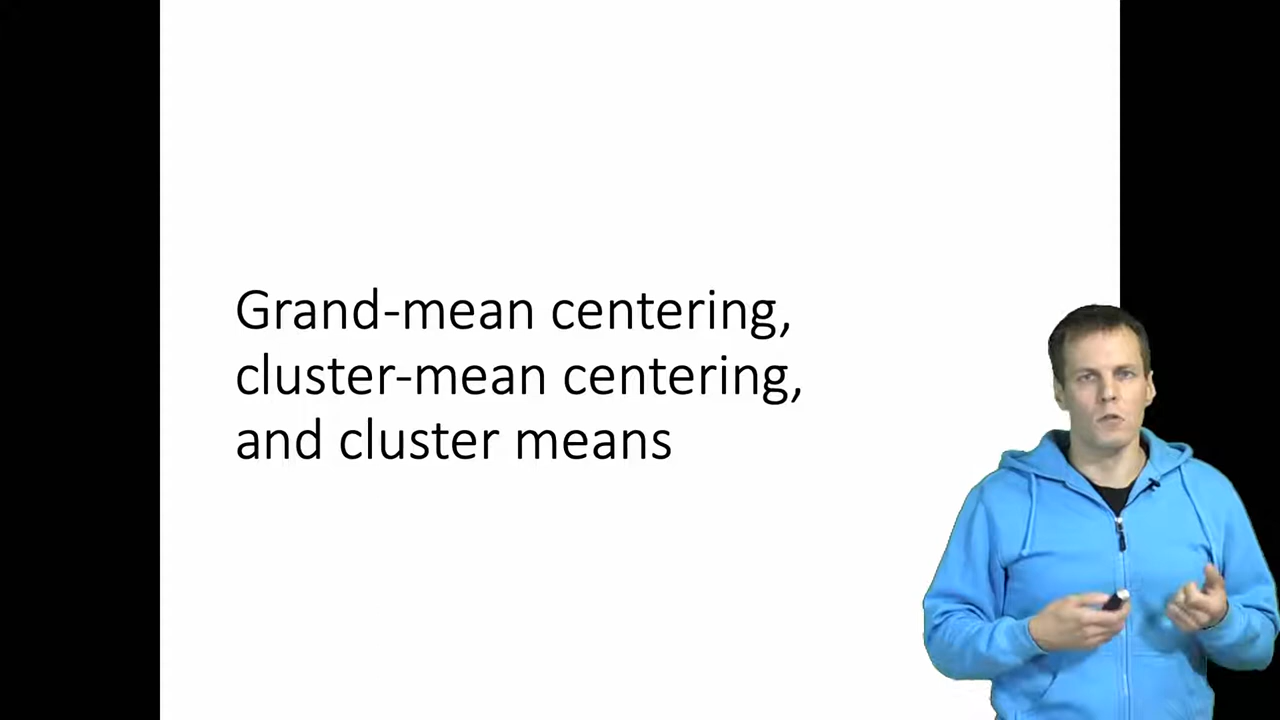 Grand-mean centering,
cluster-mean centering,
and cluster means